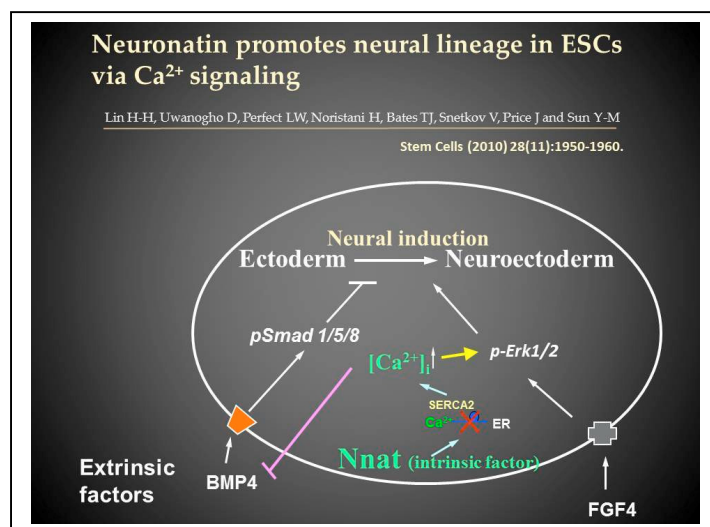 Neuronatin promotes neural lineage in ESCs
via Ca²⁺ signaling
Lin H-H, Uwanogho D, Perfect LW, Noristani H, Bates TJ, Snetkov V, Price J and Sun Y-M
Stem Cells (2010) 28(11):1950-1960.
Neural induction
Ectoderm Neuroectoderm
pSmad 1/5/8
p-Erk1/2
[Ca²⁺]i
SERCA2
Ca²⁺ ER
Nnat (intrinsic factor)
Extrinsic
factors
BMP4
FGF4